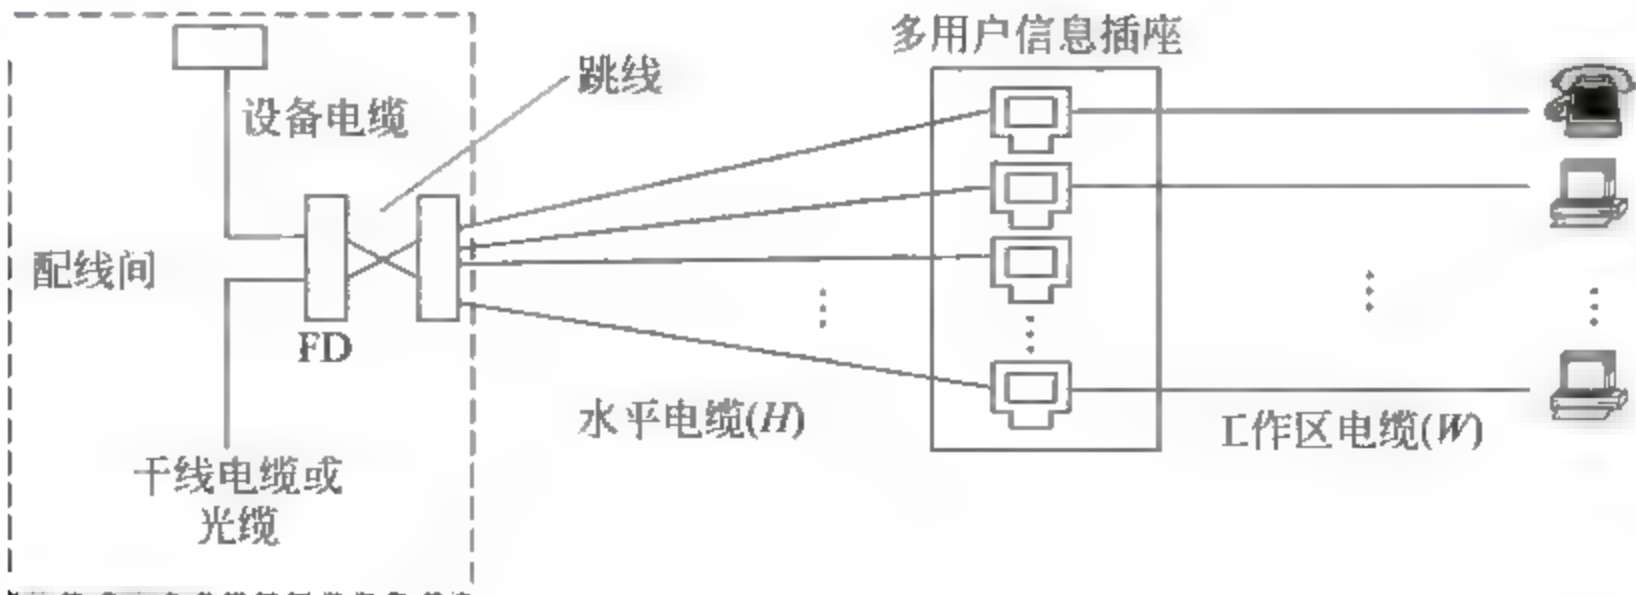 多用户信息插座
跳线
设备电缆
配线间
FD
水平电缆(H)
工作区电缆(W)
干线电缆或
光缆